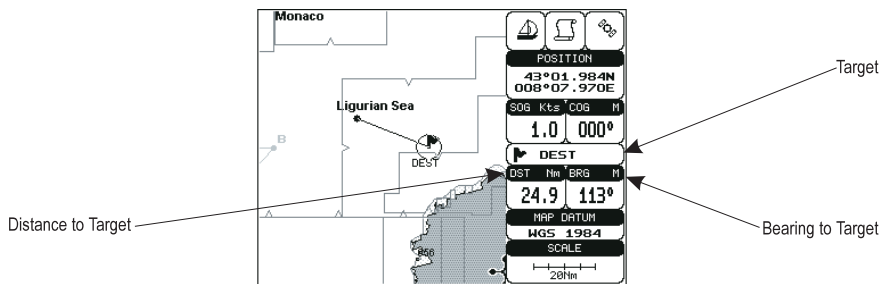 Monaco
Ligurian Sea
B
DEST
A56
POSITION
43°01.984N
008°07.970E
SOG Kts COG M
1.0 000°
DEST
DST Nm BRG M
24.9 113°
MAP DATUM
WGS 1984
SCALE
20Nm
Target
Distance to Target
Bearing to Target